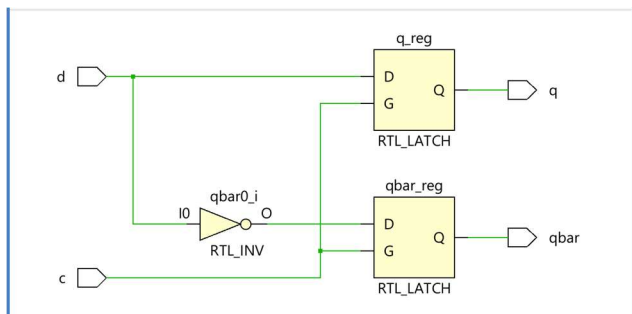 q_reg
d
D
G
Q
q
RTL_LATCH
qbar0_i
I0
O
RTL_INV
qbar_reg
D
G
Q
qbar
RTL_LATCH
c